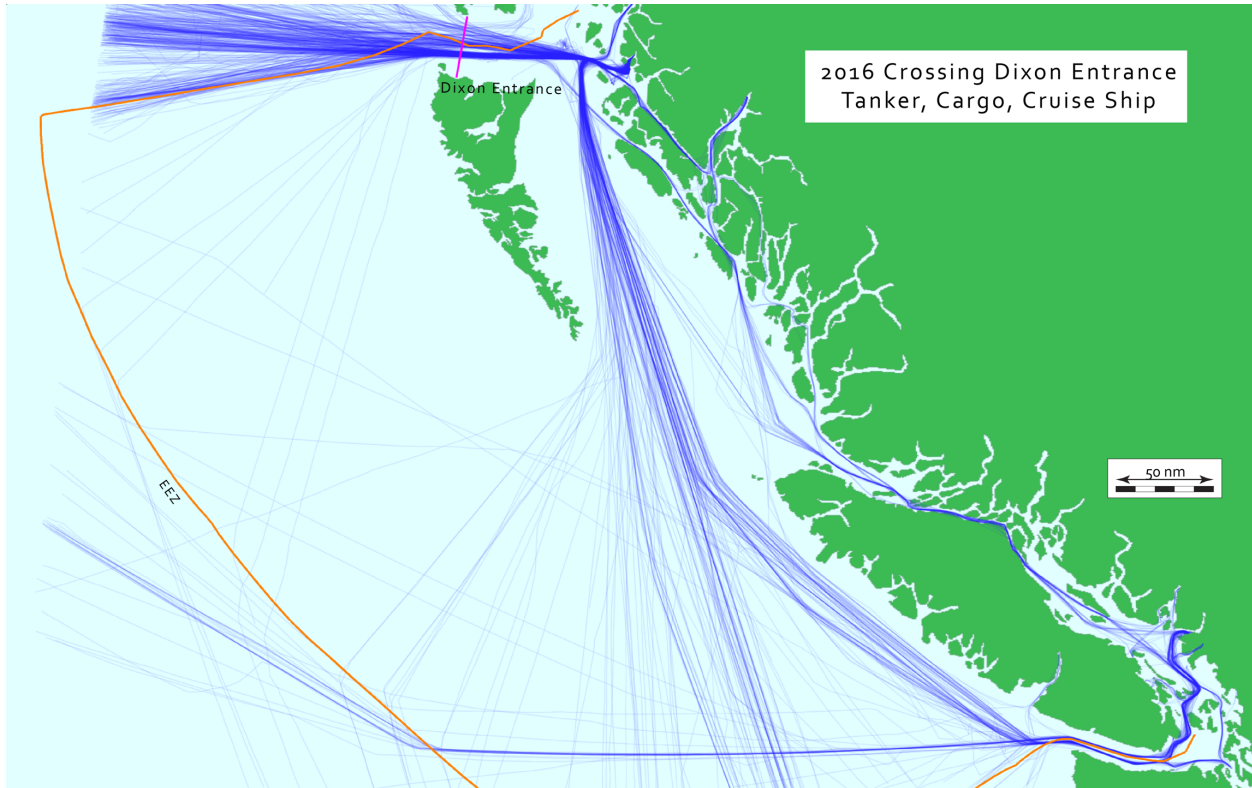 2016 Crossing Dixon Entrance
Tanker, Cargo, Cruise Ship
Dixon Entrance
50 nm
EEZ